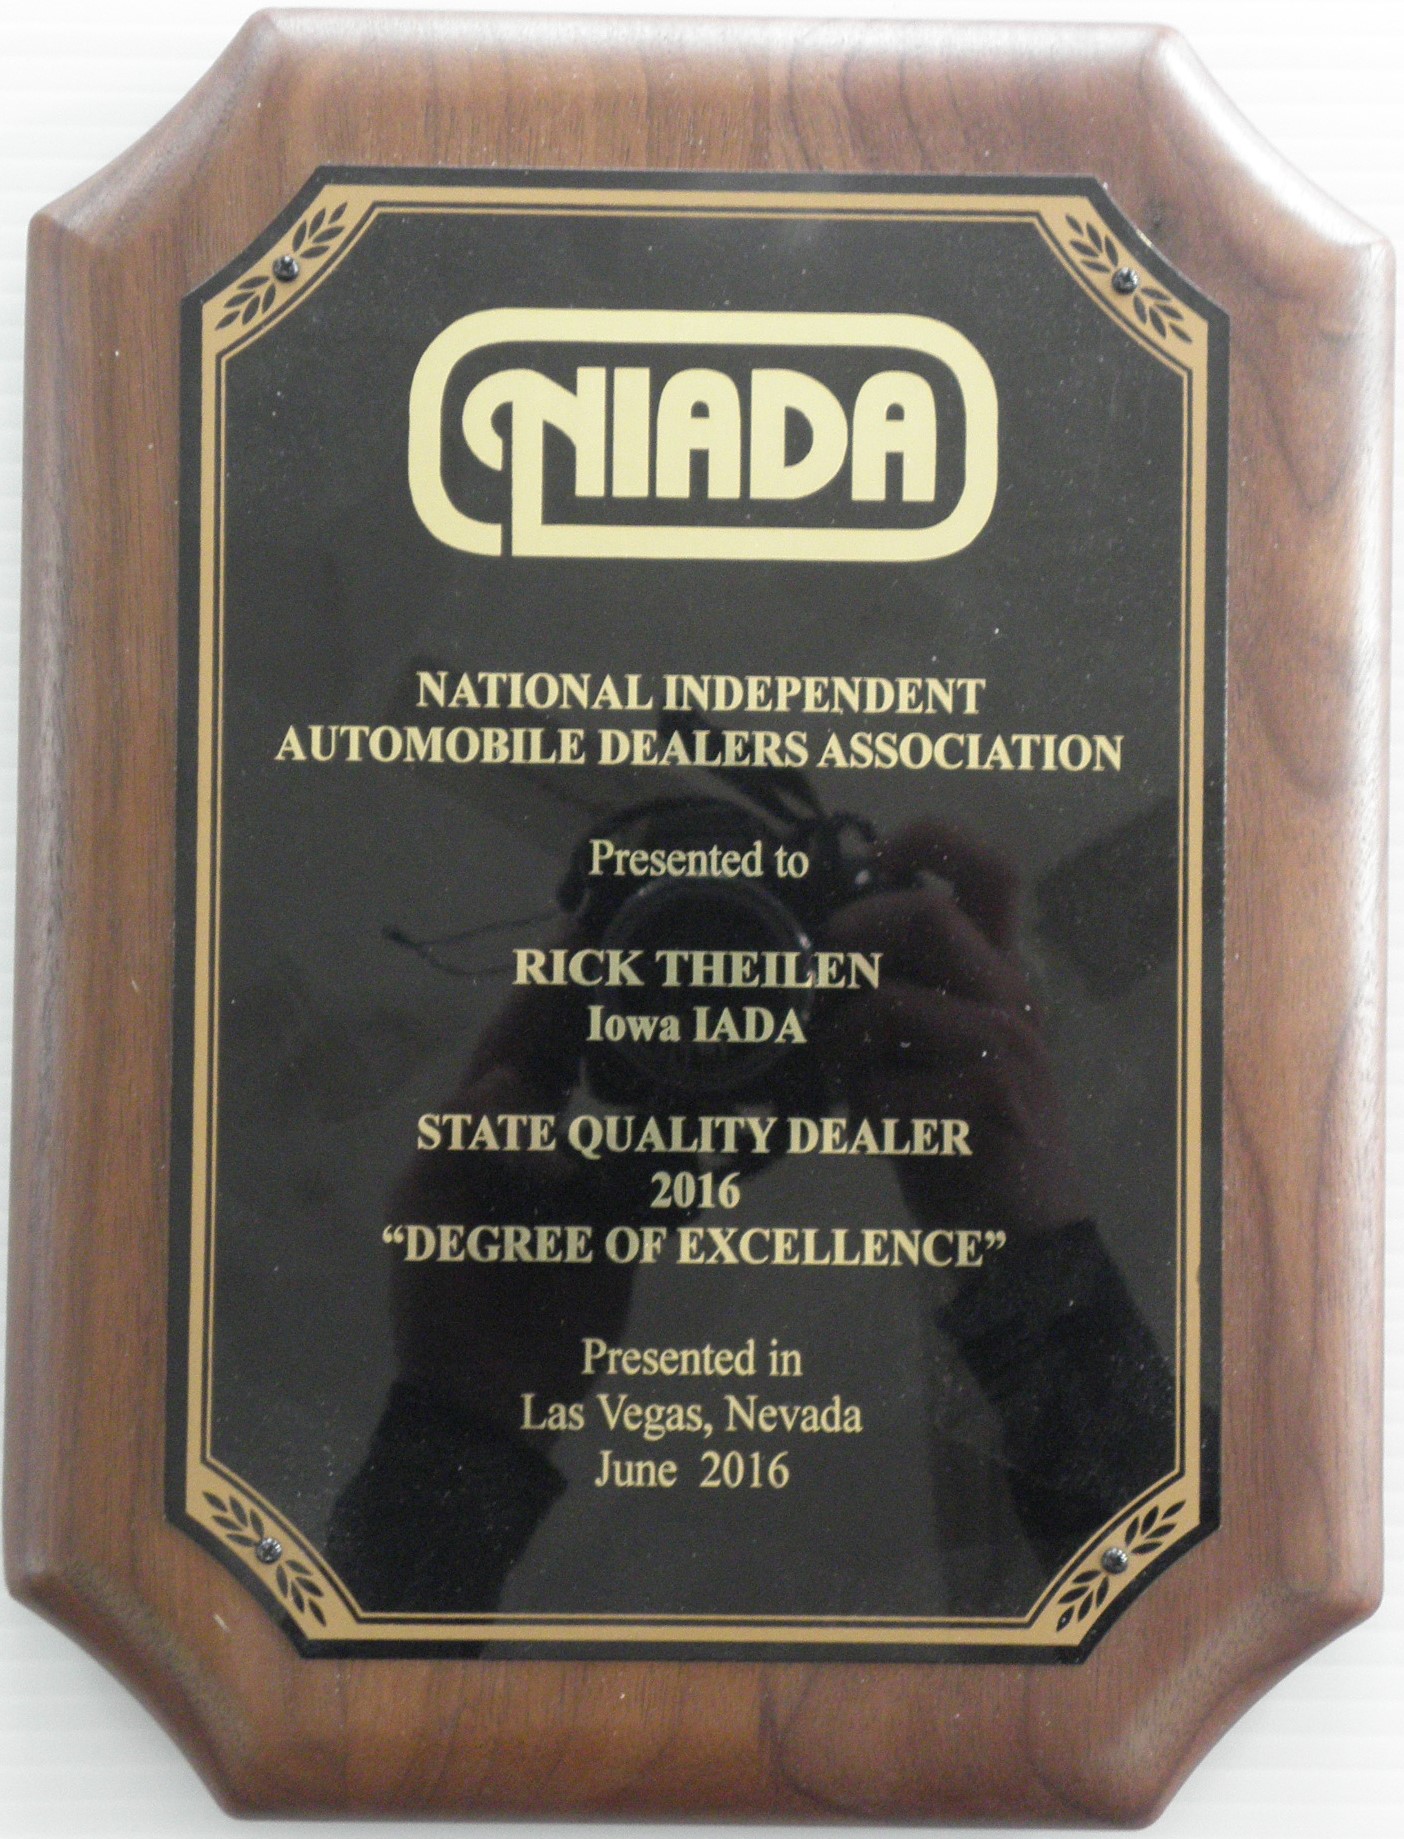 NIADA
NATIONAL INDEPENDENT
AUTOMOBILE DEALERS ASSOCIATION
Presented to
RICK THEILEN
Iowa IADA
STATE QUALITY DEALER
2016
“DEGREE OF EXCELLENCE”
Presented in
Las Vegas, Nevada
June 2016